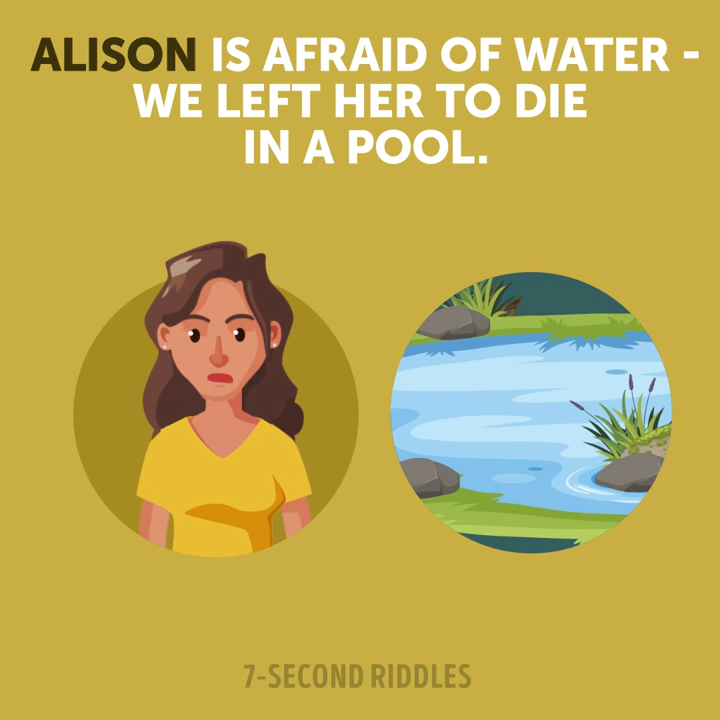 ALISON IS AFRAID OF WATER -
WE LEFT HER TO DIE
IN A POOL.
7-SECOND RIDDLES